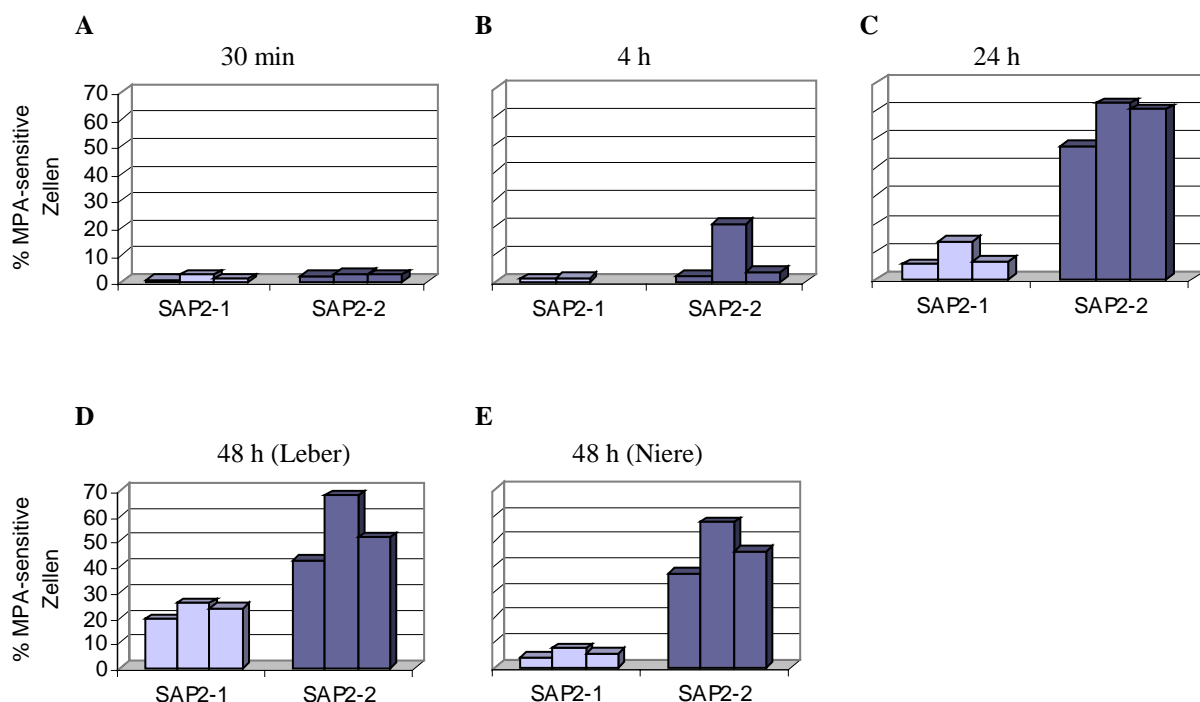 A
B
C
30 min
4 h
24 h
% MPA-sensitive
Zellen
70
60
50
40
30
20
10
0
SAP2-1
SAP2-2
SAP2-1
SAP2-2
SAP2-1
SAP2-2
D
E
48 h (Leber)
48 h (Niere)
% MPA-sensitive
Zellen
70
60
50
40
30
20
10
0
SAP2-1
SAP2-2
SAP2-1
SAP2-2